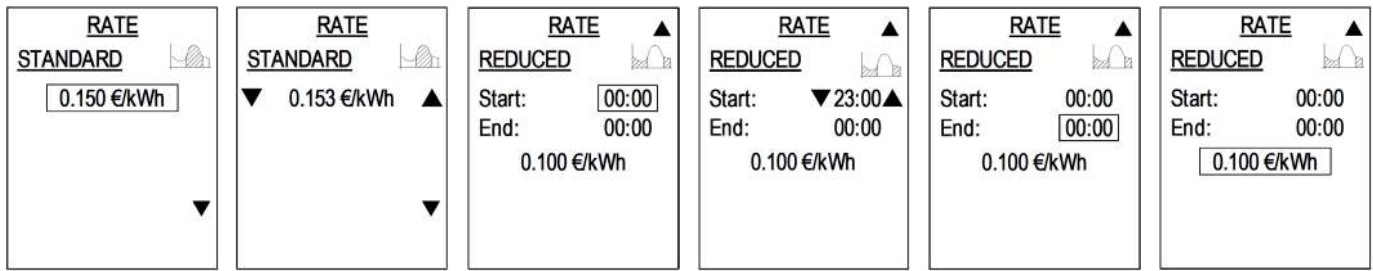 RATE
STANDARD
0.150 €/kWh
▼
RATE
STANDARD
▼ 0.153 €/kWh ▲
▼
RATE ▲
REDUCED
Start: 00:00
End: 00:00
0.100 €/kWh
RATE ▲
REDUCED
Start: ▼23:00▲
End: 00:00
0.100 €/kWh
RATE ▲
REDUCED
Start: 00:00
End: 00:00
0.100 €/kWh
RATE ▲
REDUCED
Start: 00:00
End: 00:00
0.100 €/kWh